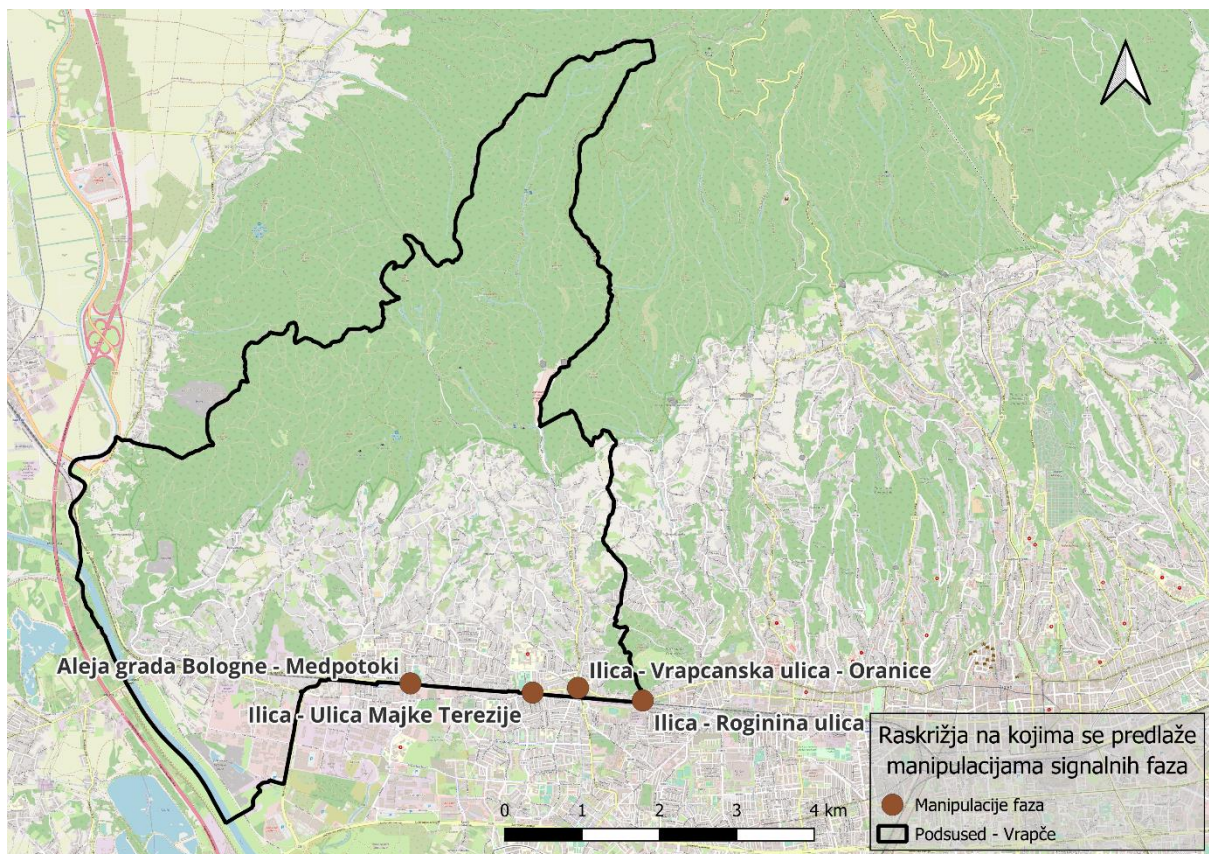 Aleja grada Bologne - Medpotoki
Ilica - Vrapcanska ulica - Oranice
Ilica - Ulica Majke Terezije
Ilica - Roginina ulica
Raskrižja na kojima se predlaže
manipulacijama signalnih faza
Manipulacije faza
Podsused - Vrapče
0 1 2 3 4 km